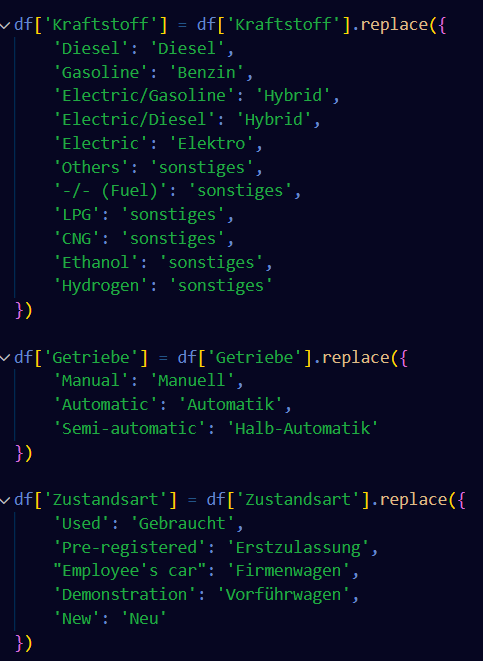 df['Kraftstoff'] = df['Kraftstoff'].replace({
    'Diesel': 'Diesel',
    'Gasoline': 'Benzin',
    'Electric/Gasoline': 'Hybrid',
    'Electric/Diesel': 'Hybrid',
    'Electric': 'Elektro',
    'Others': 'sonstiges',
    '-/- (Fuel)': 'sonstiges',
    'LPG': 'sonstiges',
    'CNG': 'sonstiges',
    'Ethanol': 'sonstiges',
    'Hydrogen': 'sonstiges'
})
df['Getriebe'] = df['Getriebe'].replace({
    'Manual': 'Manuell',
    'Automatic': 'Automatik',
    'Semi-automatic': 'Halb-Automatik'
})
df['Zustandsart'] = df['Zustandsart'].replace({
    'Used': 'Gebraucht',
    'Pre-registered': 'Erstzulassung',
    "Employee's car": 'Firmenwagen',
    'Demonstration': 'Vorführwagen',
    'New': 'Neu'
})